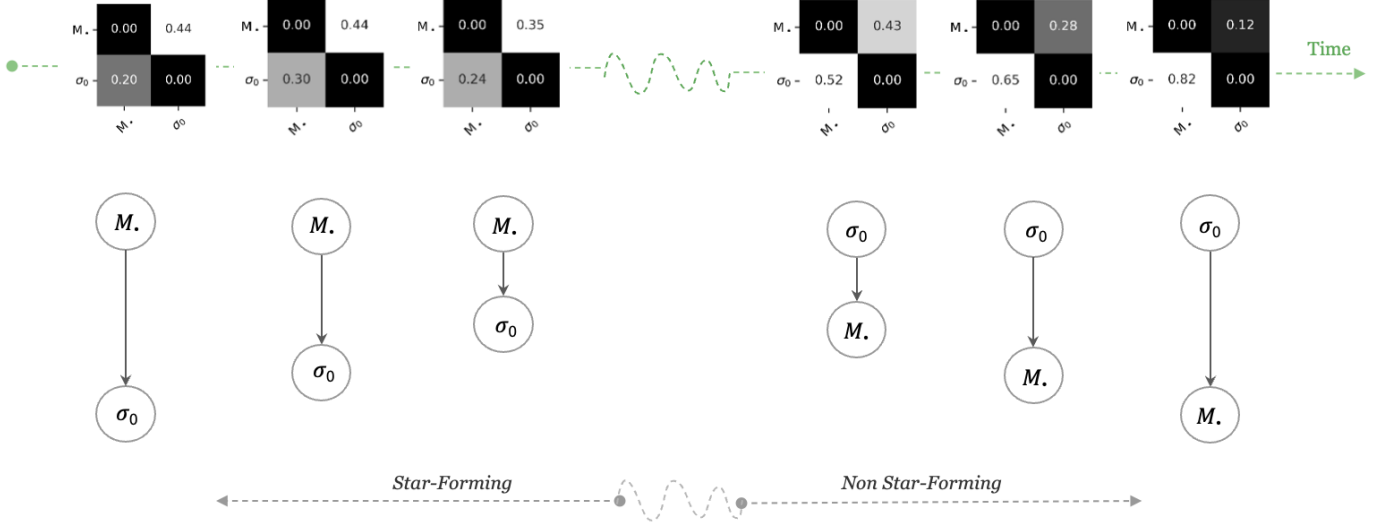 M. 0.00 0.44
σ₀ 0.20 0.00
M. σ₀
M. 0.00 0.44
σ₀ 0.30 0.00
M. σ₀
M. 0.00 0.35
σ₀ 0.24 0.00
M. σ₀
M. 0.00 0.43
σ₀ 0.52 0.00
M. σ₀
M. 0.00 0.28
σ₀ 0.65 0.00
M. σ₀
M. 0.00 0.12
σ₀ 0.82 0.00
M. σ₀
Time
M.
σ₀
M.
σ₀
M.
σ₀
σ₀
M.
σ₀
M.
σ₀
M.
Star-Forming
Non Star-Forming